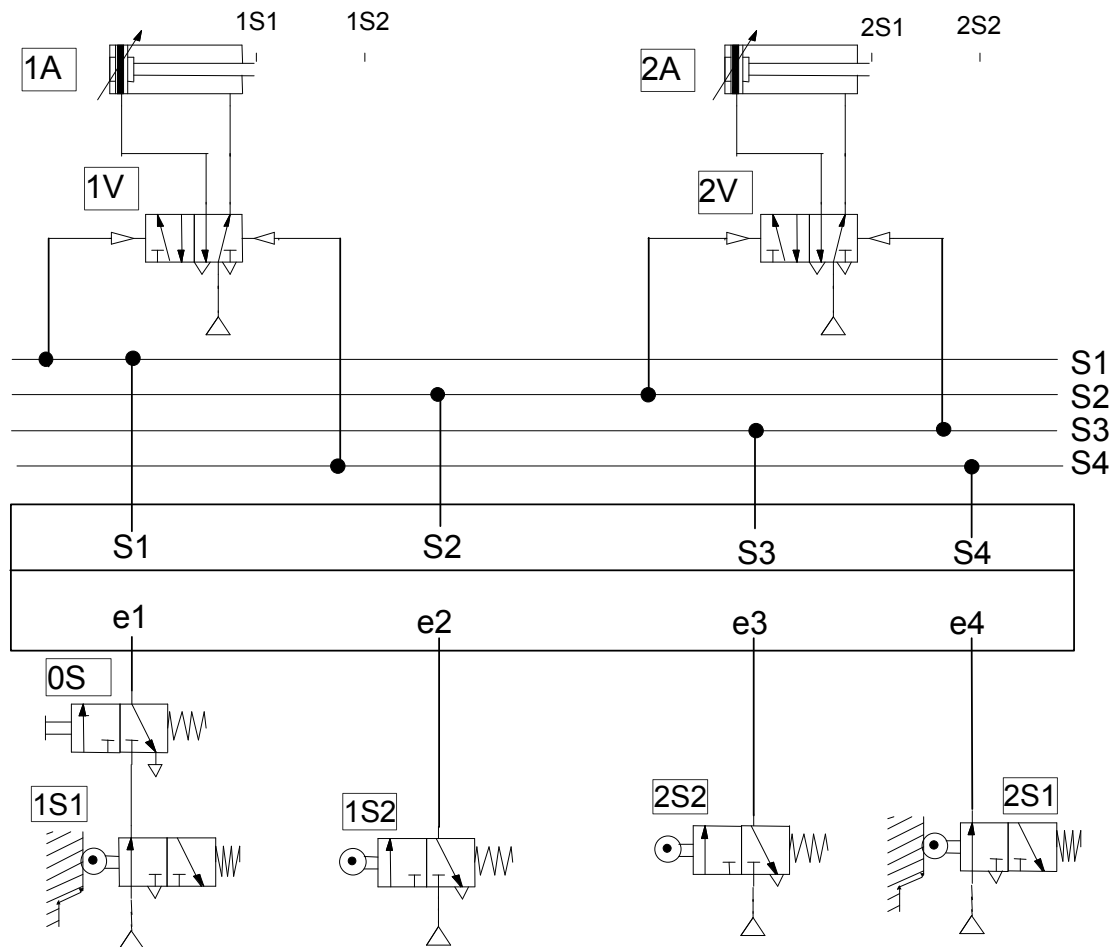 1S1 1S2 2S1 2S2
1A 2A
1V 2V
S1
S2
S3
S4
S1 S2 S3 S4
e1 e2 e3 e4
0S
1S1 1S2 2S2 2S1